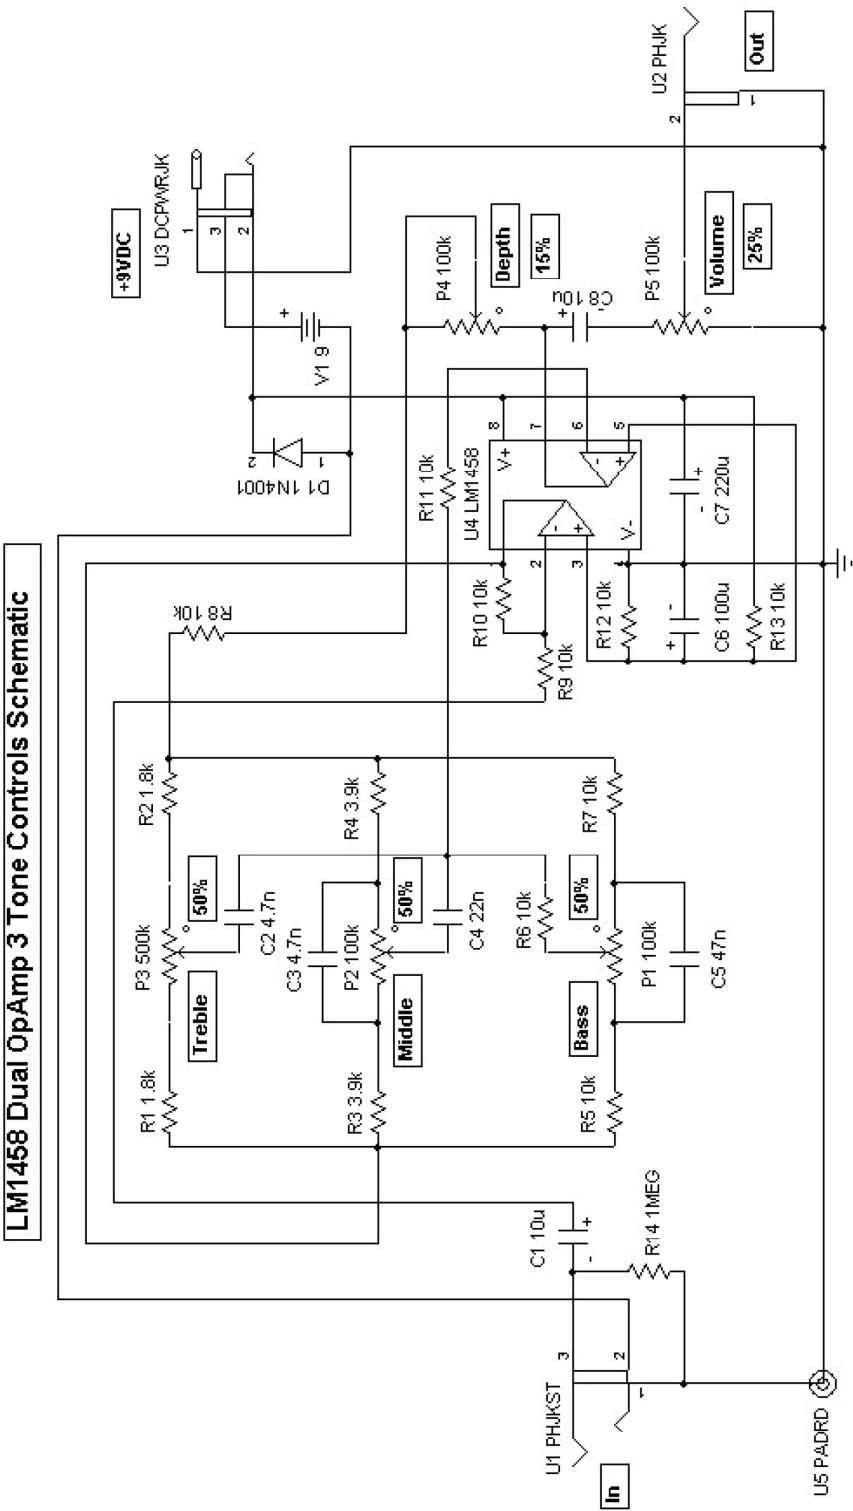 LM1458 Dual OpAmp 3 Tone Controls Schematic
+9VDC
U3 DCPWRJK
1
3
2
V1 9
+
D1 1N4001
2
1
R8 10k
R1 1.8k
P3 500k
R2 1.8k
Treble
50%
C2 4.7n
C3 4.7n
R3 3.9k
P2 100k
R4 3.9k
Middle
50%
C4 22n
R6 10k
R5 10k
P1 100k
R7 10k
Bass
50%
C5 47n
R11 10k
U4 LM1458
R10 10k
R9 10k
V+
V-
8
7
6
5
2
3
4
-
+
-
+
R12 10k
C6 100u
+
-
C7 220u
-
+
R13 10k
P4 100k
Depth
15%
C8 10u
+
-
P5 100k
Volume
25%
U2 PHJK
2
1
Out
C1 10u
-
+
R14 1MEG
U1 PHJKST
3
2
1
In
U5 PADRD